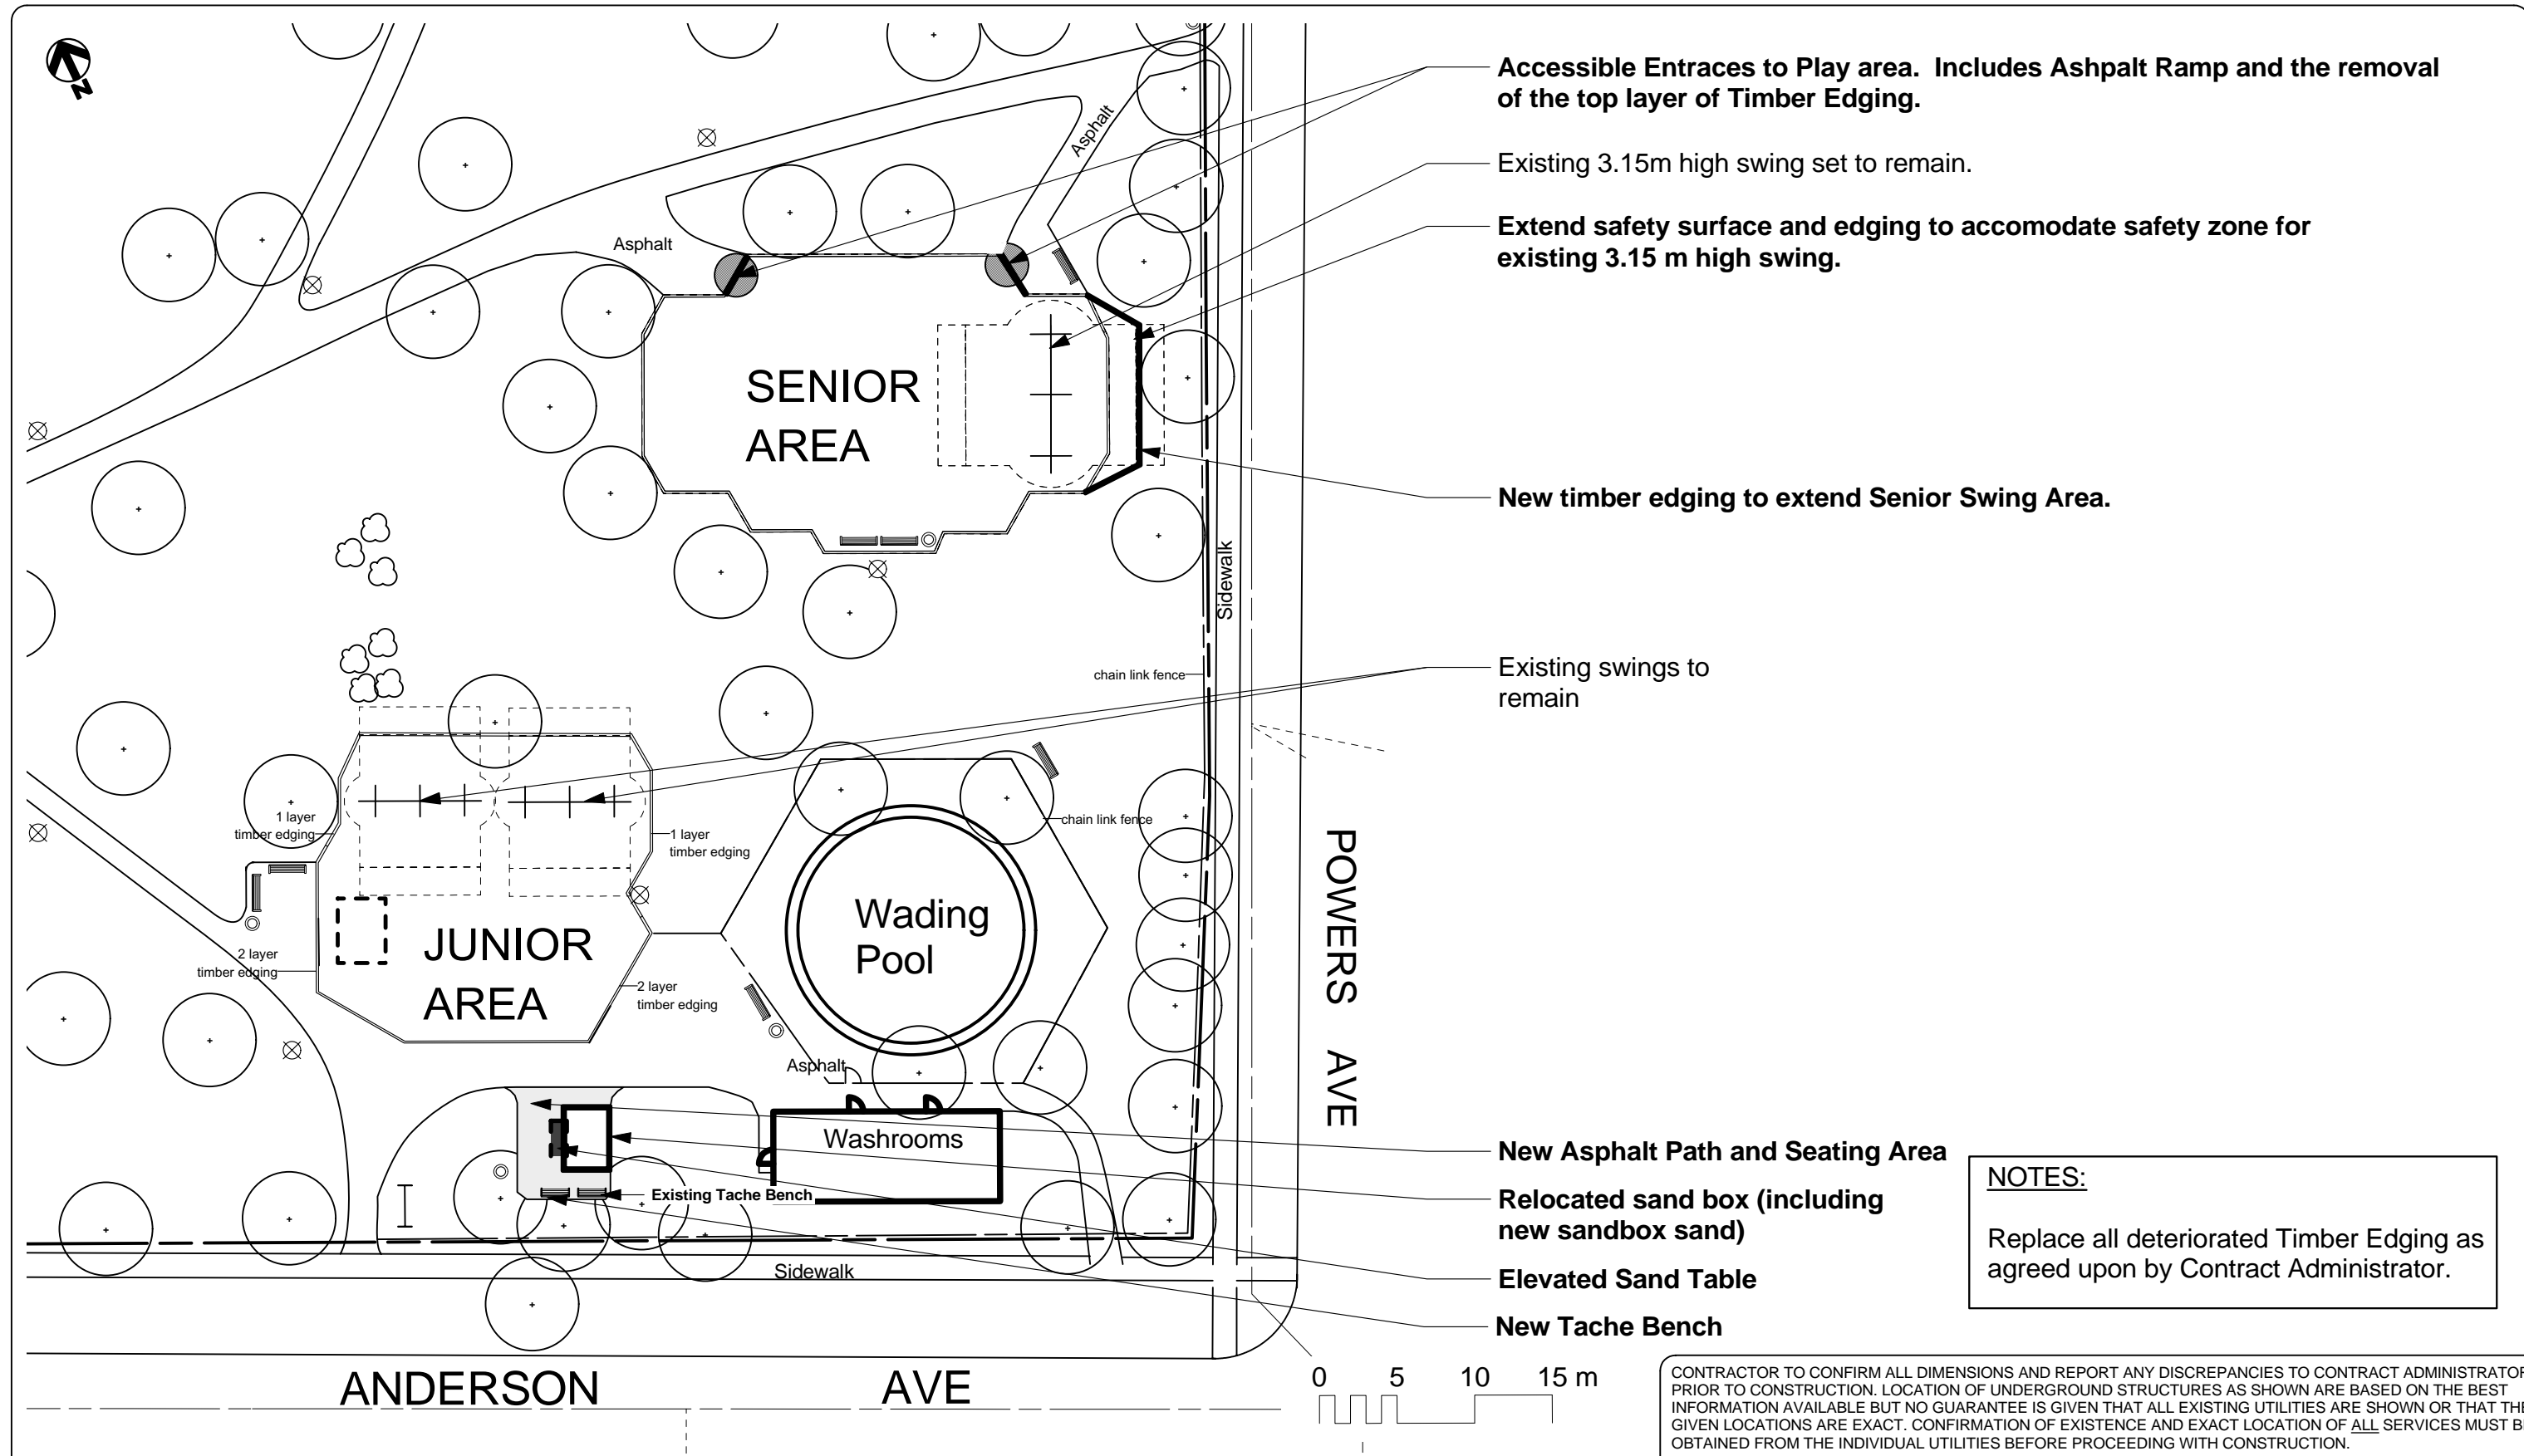 N
Accessible Entraces to Play area. Includes Ashpalt Ramp and the removal
of the top layer of Timber Edging.
Existing 3.15m high swing set to remain.
Extend safety surface and edging to accomodate safety zone for
existing 3.15 m high swing.
Asphalt
Asphalt
SENIOR
AREA
New timber edging to extend Senior Swing Area.
Sidewalk
chain link fence
Existing swings to
remain
1 layer
timber edging
1 layer
timber edging
chain link fence
Wading
Pool
JUNIOR
AREA
2 layer
timber edging
2 layer
timber edging
POWERS AVE
Asphalt
Washrooms
Existing Tache Bench
Sidewalk
New Asphalt Path and Seating Area
Relocated sand box (including
new sandbox sand)
Elevated Sand Table
New Tache Bench
NOTES:
Replace all deteriorated Timber Edging as
agreed upon by Contract Administrator.
ANDERSON AVE
0 5 10 15 m
CONTRACTOR TO CONFIRM ALL DIMENSIONS AND REPORT ANY DISCREPANCIES TO CONTRACT ADMINISTRATOR
PRIOR TO CONSTRUCTION. LOCATION OF UNDERGROUND STRUCTURES AS SHOWN ARE BASED ON THE BEST
INFORMATION AVAILABLE BUT NO GUARANTEE IS GIVEN THAT ALL EXISTING UTILITIES ARE SHOWN OR THAT THE
GIVEN LOCATIONS ARE EXACT. CONFIRMATION OF EXISTENCE AND EXACT LOCATION OF ALL SERVICES MUST BE
OBTAINED FROM THE INDIVIDUAL UTILITIES BEFORE PROCEEDING WITH CONSTRUCTION.